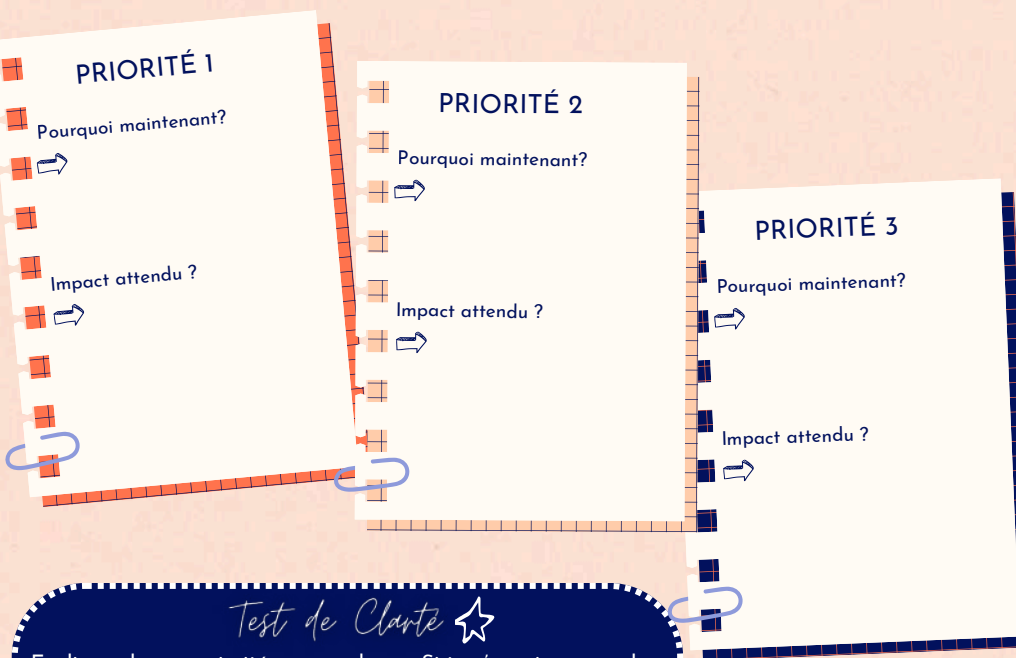 PRIORITÉ 1
Pourquoi maintenant?
Impact attendu ?
PRIORITÉ 2
Pourquoi maintenant?
Impact attendu ?
PRIORITÉ 3
Pourquoi maintenant?
Impact attendu ?
Test de Clarté